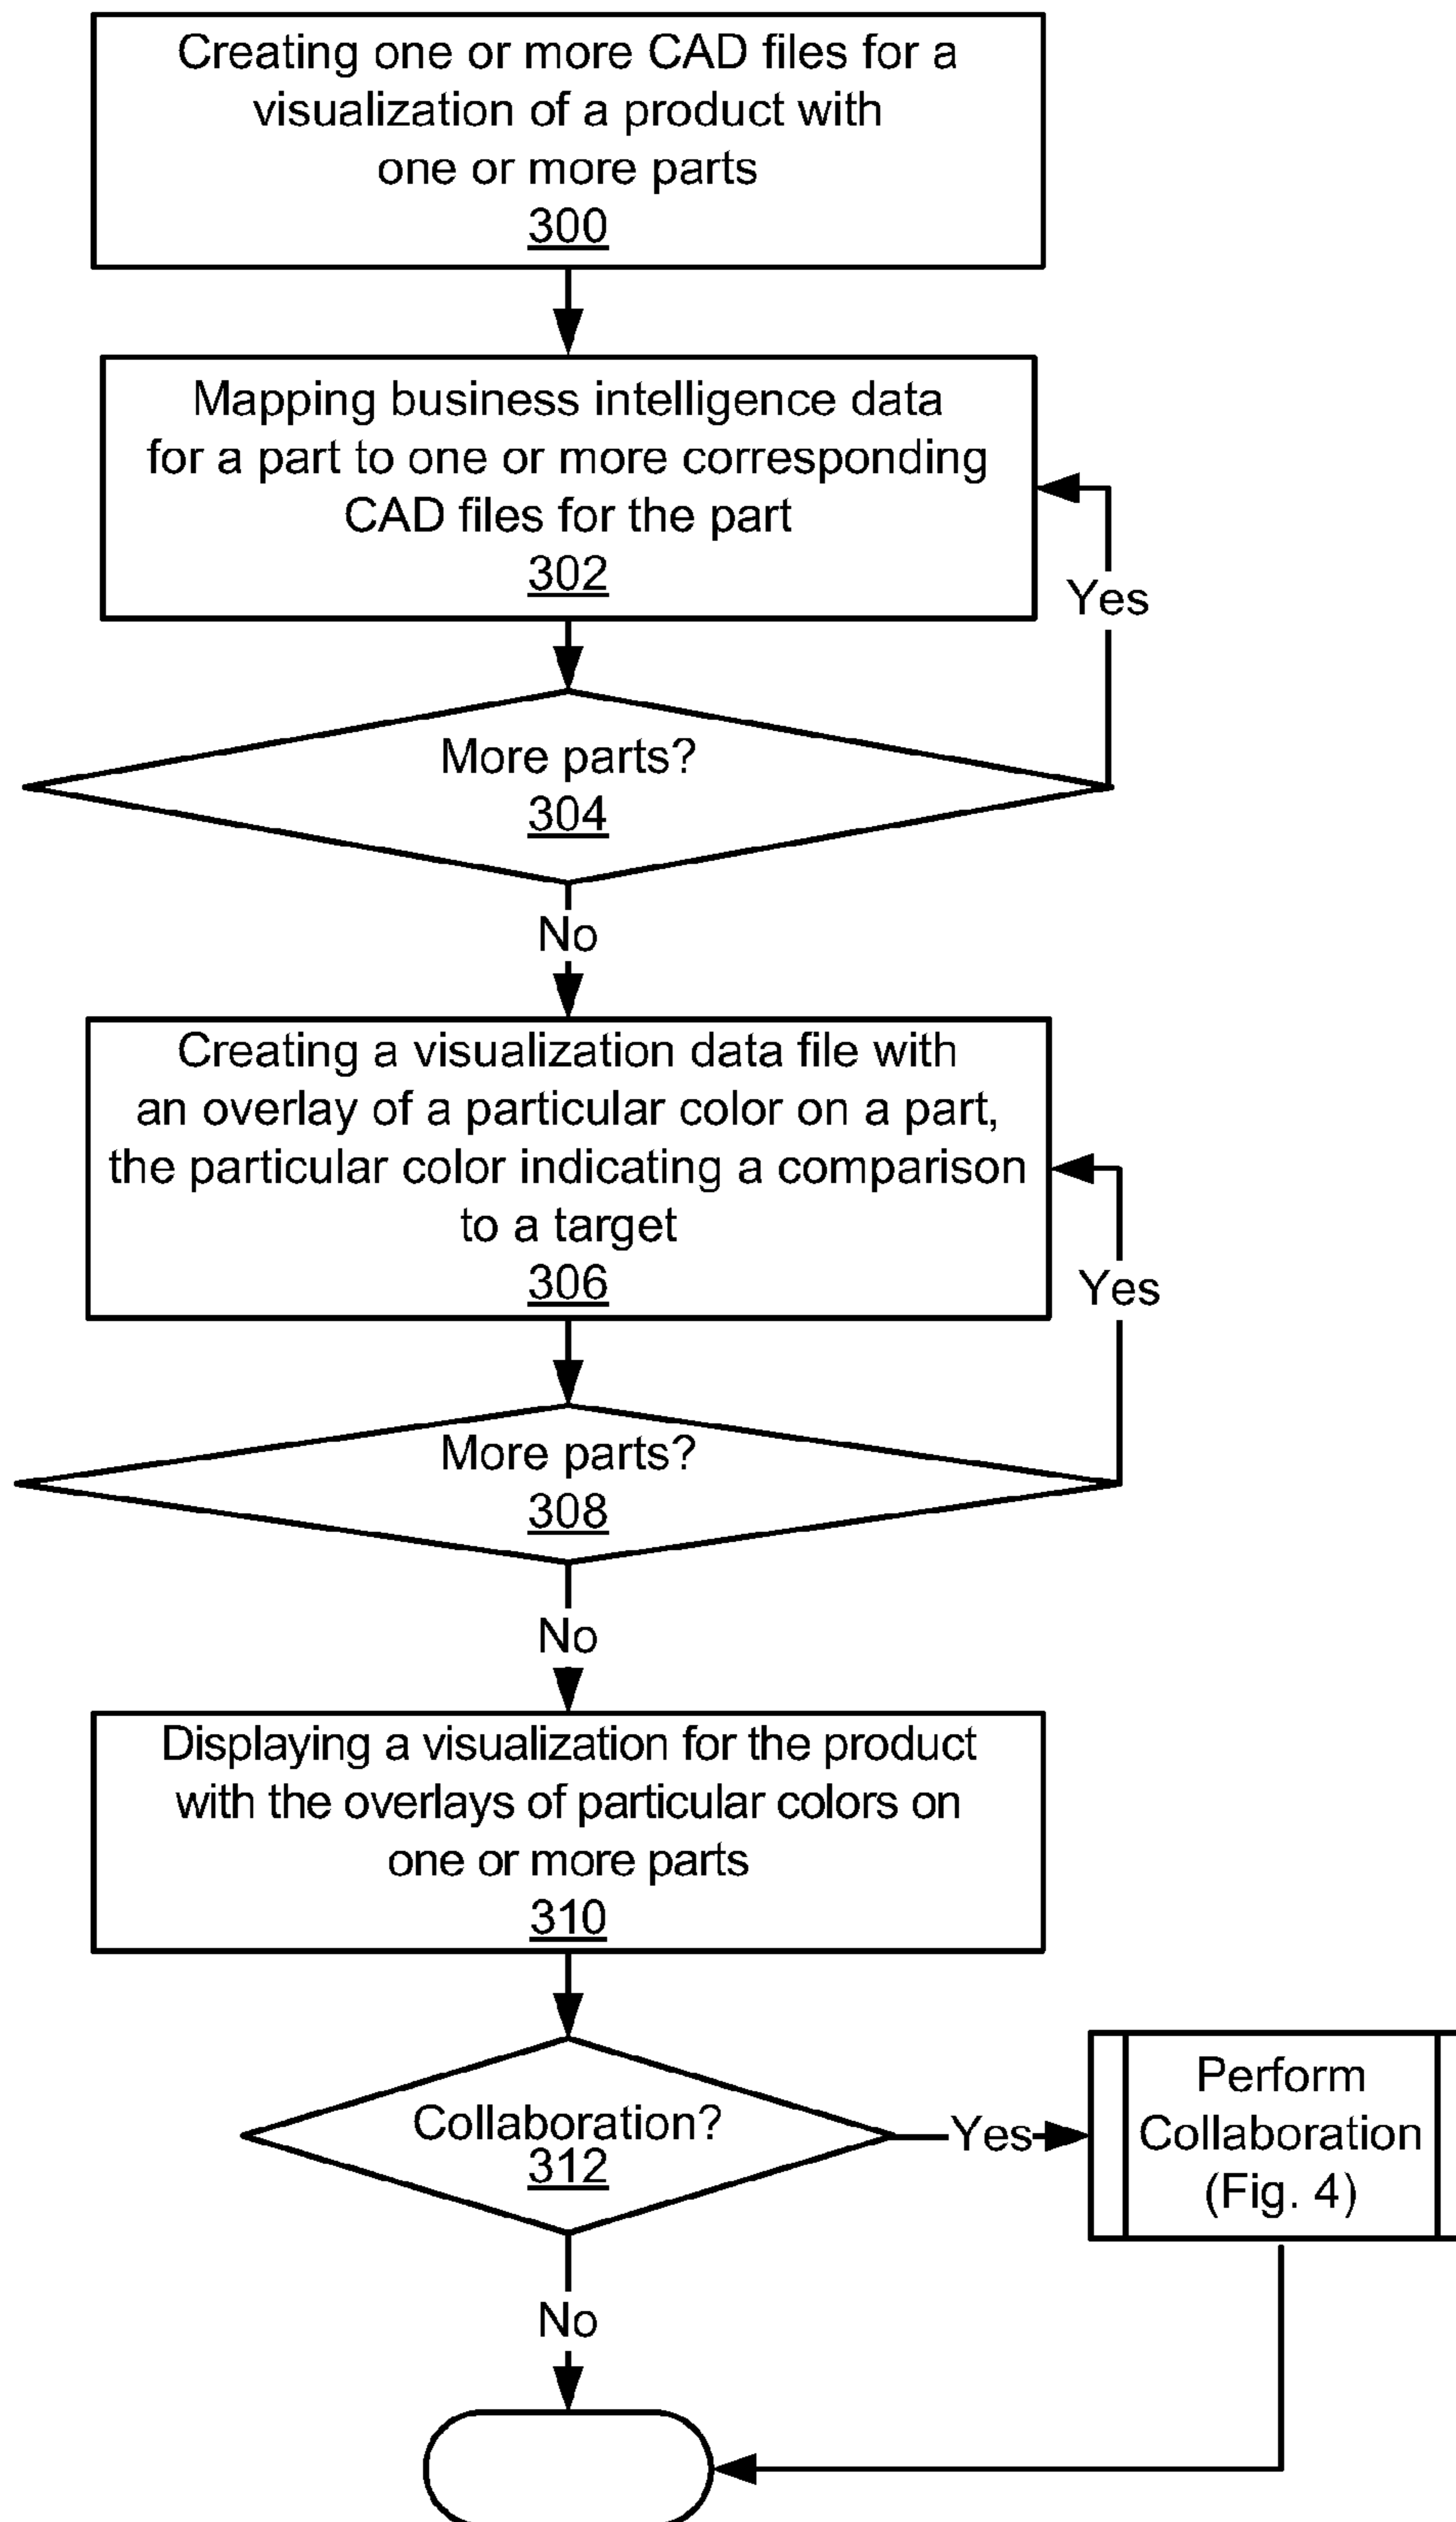 Creating one or more CAD files for a
visualization of a product with
one or more parts
300
Mapping business intelligence data
for a part to one or more corresponding
CAD files for the part
302
Yes
More parts?
304
No
Creating a visualization data file with
an overlay of a particular color on a part,
the particular color indicating a comparison
to a target
306
Yes
More parts?
308
No
Displaying a visualization for the product
with the overlays of particular colors on
one or more parts
310
Collaboration?
312
Yes
Perform
Collaboration
(Fig. 4)
No